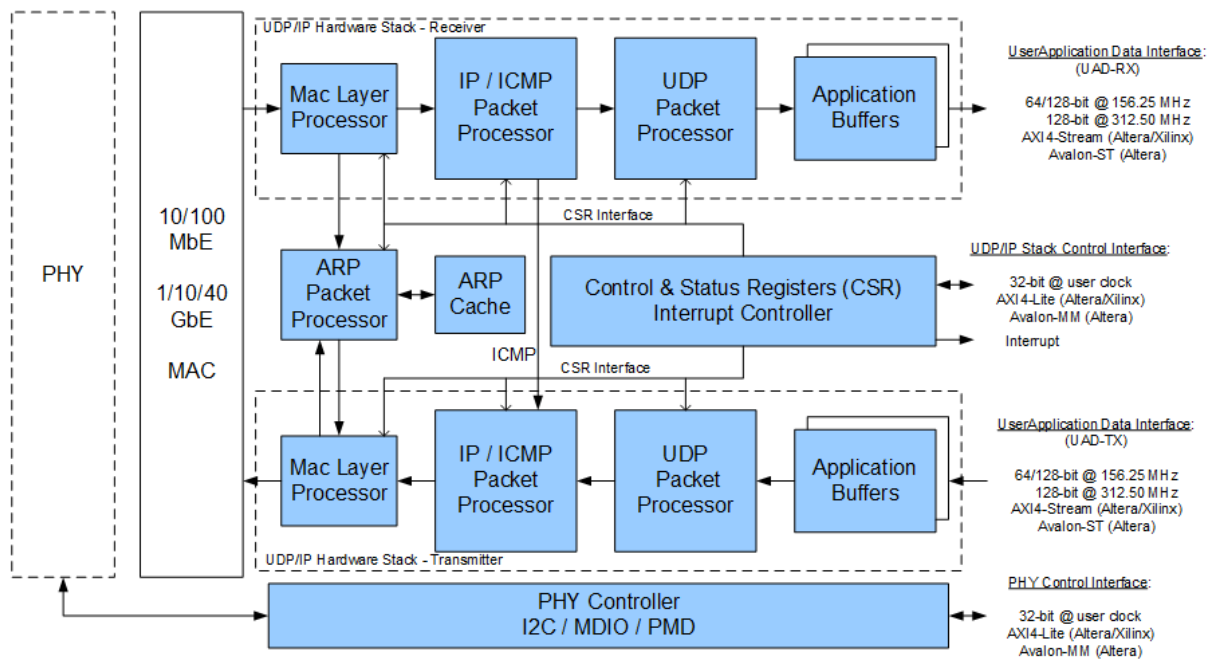 UDP/IP Hardware Stack - Receiver
Mac Layer
Processor
IP / ICMP
Packet
Processor
UDP
Packet
Processor
Application
Buffers
UserApplication Data Interface:
(UAD-RX)
64/128-bit @ 156.25 MHz
128-bit @ 312.50 MHz
AXI4-Stream (Altera/Xilinx)
Avalon-ST (Altera)
PHY
10/100
MbE
1/10/40
GbE
MAC
CSR Interface
ARP
Packet
Processor
ARP
Cache
Control & Status Registers (CSR)
Interrupt Controller
UDP/IP Stack Control Interface:
32-bit @ user clock
AXI4-Lite (Altera/Xilinx)
Avalon-MM (Altera)
Interrupt
ICMP
CSR Interface
Mac Layer
Processor
IP / ICMP
Packet
Processor
UDP
Packet
Processor
Application
Buffers
UserApplication Data Interface:
(UAD-TX)
64/128-bit @ 156.25 MHz
128-bit @ 312.50 MHz
AXI4-Stream (Altera/Xilinx)
Avalon-ST (Altera)
UDP/IP Hardware Stack - Transmitter
PHY Controller
I2C / MDIO / PMD
PHY Control Interface:
32-bit @ user clock
AXI4-Lite (Altera/Xilinx)
Avalon-MM (Altera)